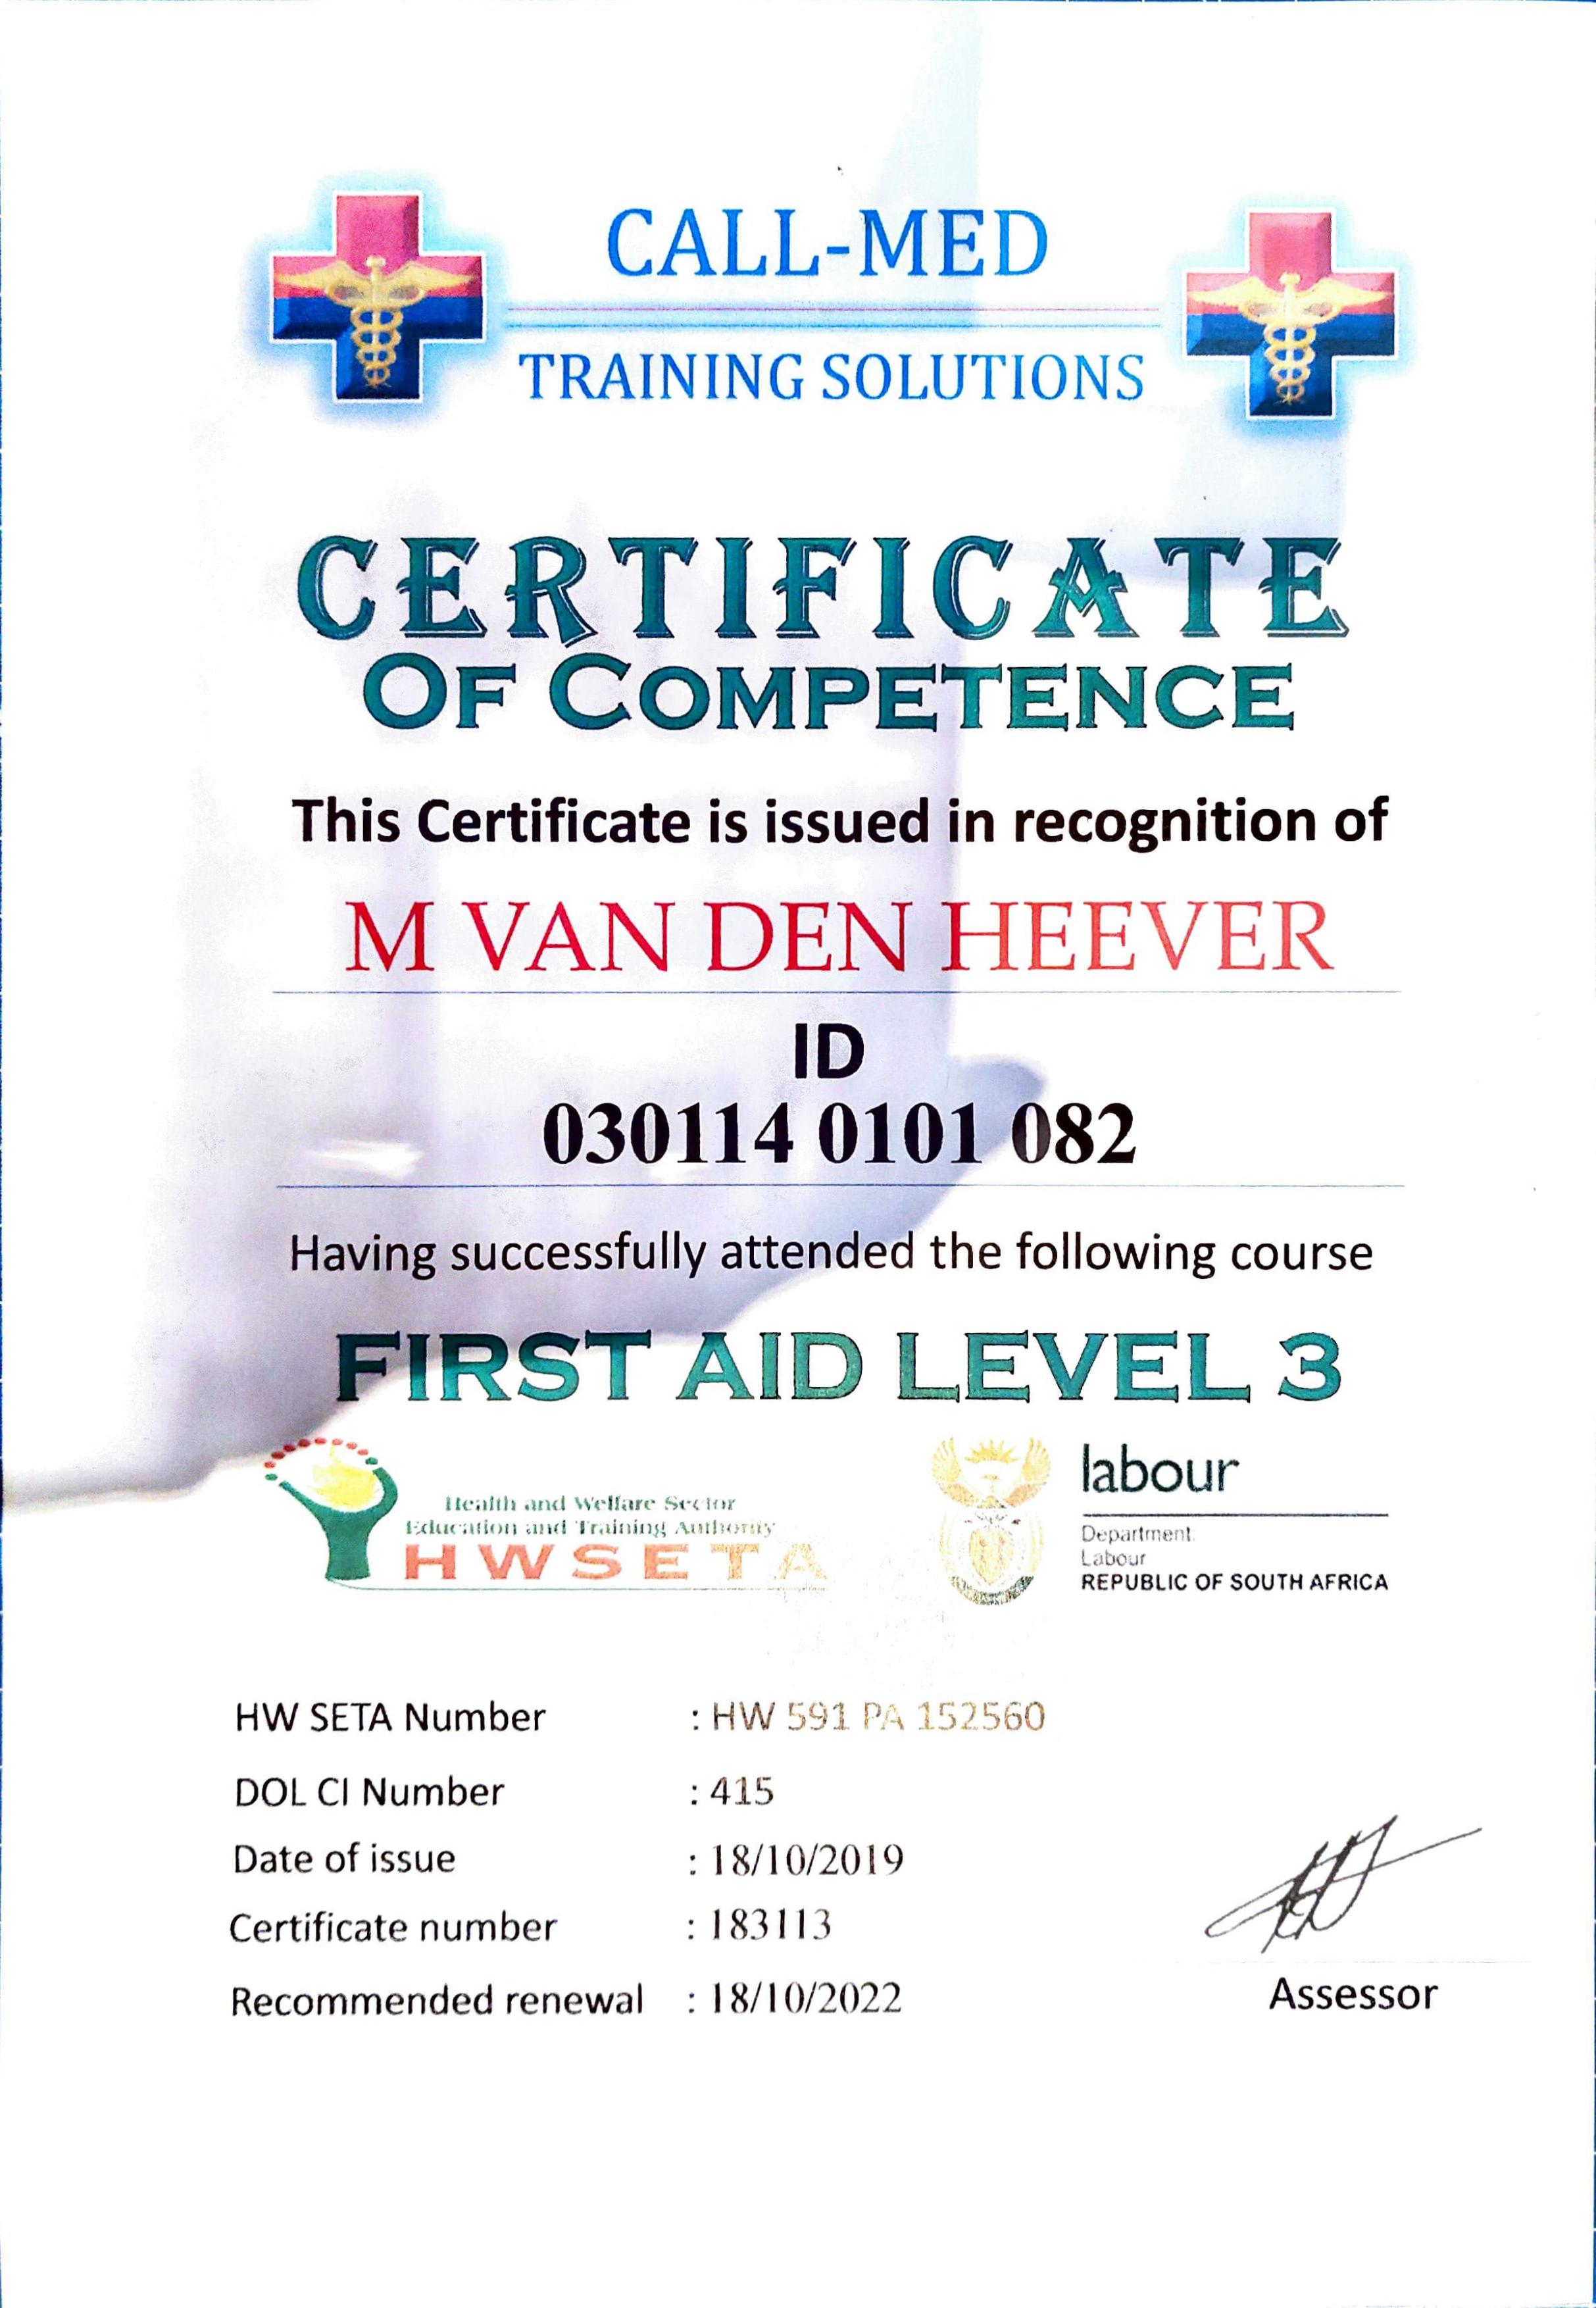 CALL-MED
TRAINING SOLUTIONS
CERTIFICATE
OF COMPETENCE
This Certificate is issued in recognition of
M VAN DEN HEEVER
ID
030114 0101 082
Having successfully attended the following course
FIRST AID LEVEL 3
Health and Welfare Sector
Education and Training Authority
HWSETA
labour
Department:
Labour
REPUBLIC OF SOUTH AFRICA
HW SETA Number : HW 591 PA 152560
DOL CI Number : 415
Date of issue : 18/10/2019
Certificate number : 183113
Recommended renewal : 18/10/2022
Assessor